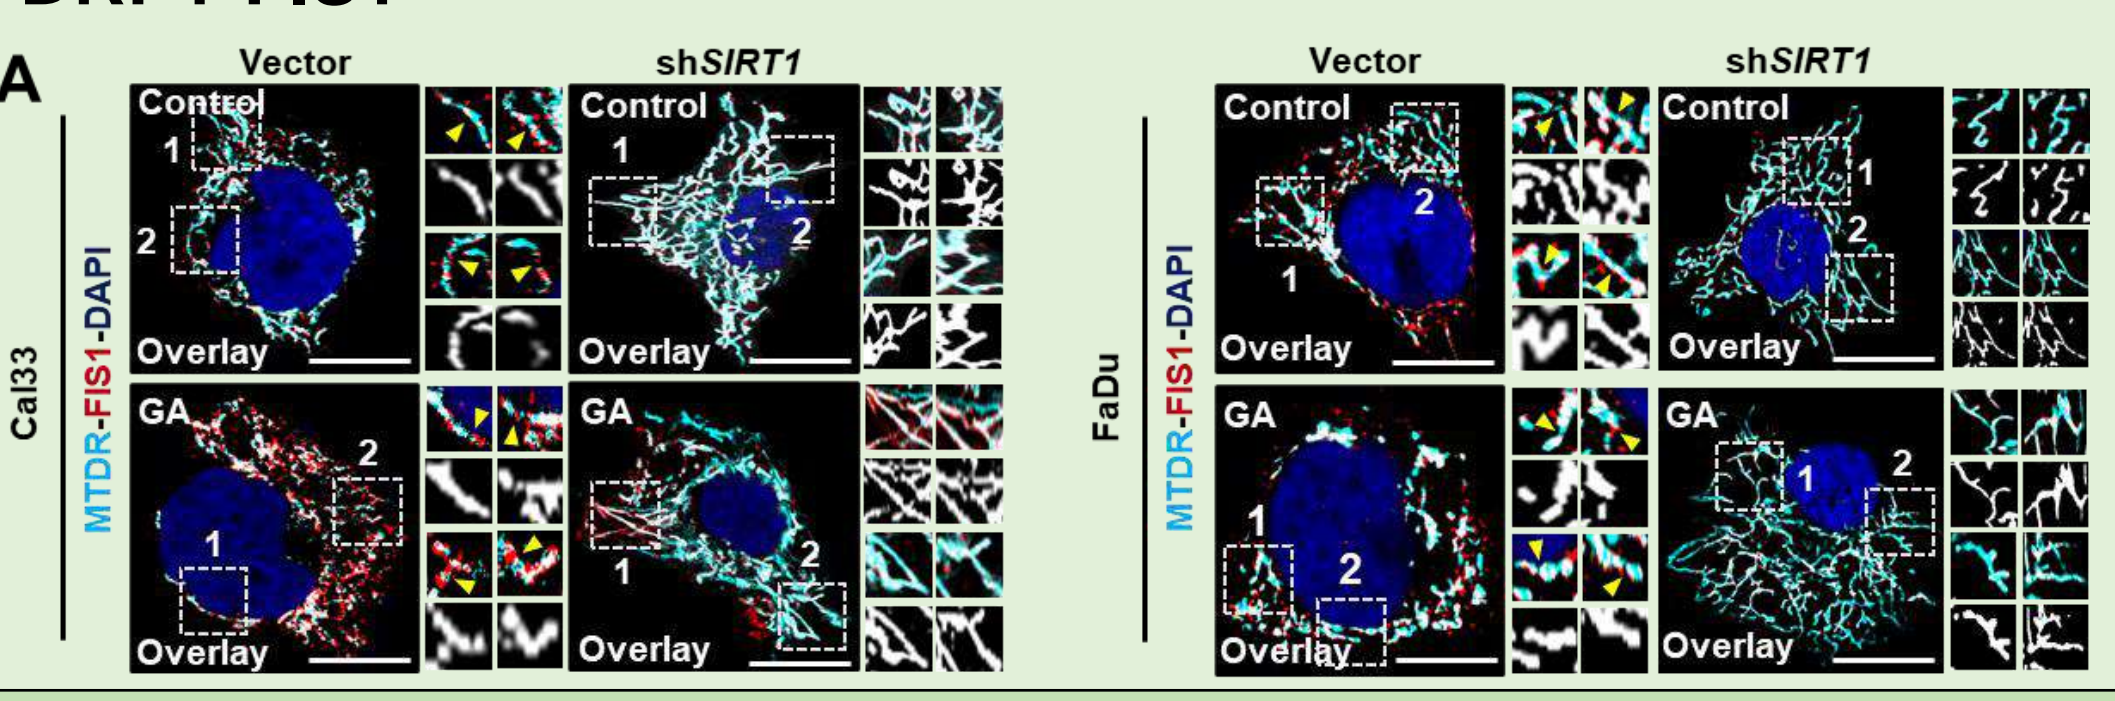 A
Vector
shSIRT1
Vector
shSIRT1
Cal33
MTDR-FIS1-DAPI
Control
1
2
Overlay
Control
1
2
Overlay
GA
2
1
Overlay
GA
1
2
Overlay
FaDu
MTDR-FIS1-DAPI
Control
2
1
Overlay
Control
1
2
Overlay
GA
1
2
Overlay
GA
1
2
Overlay